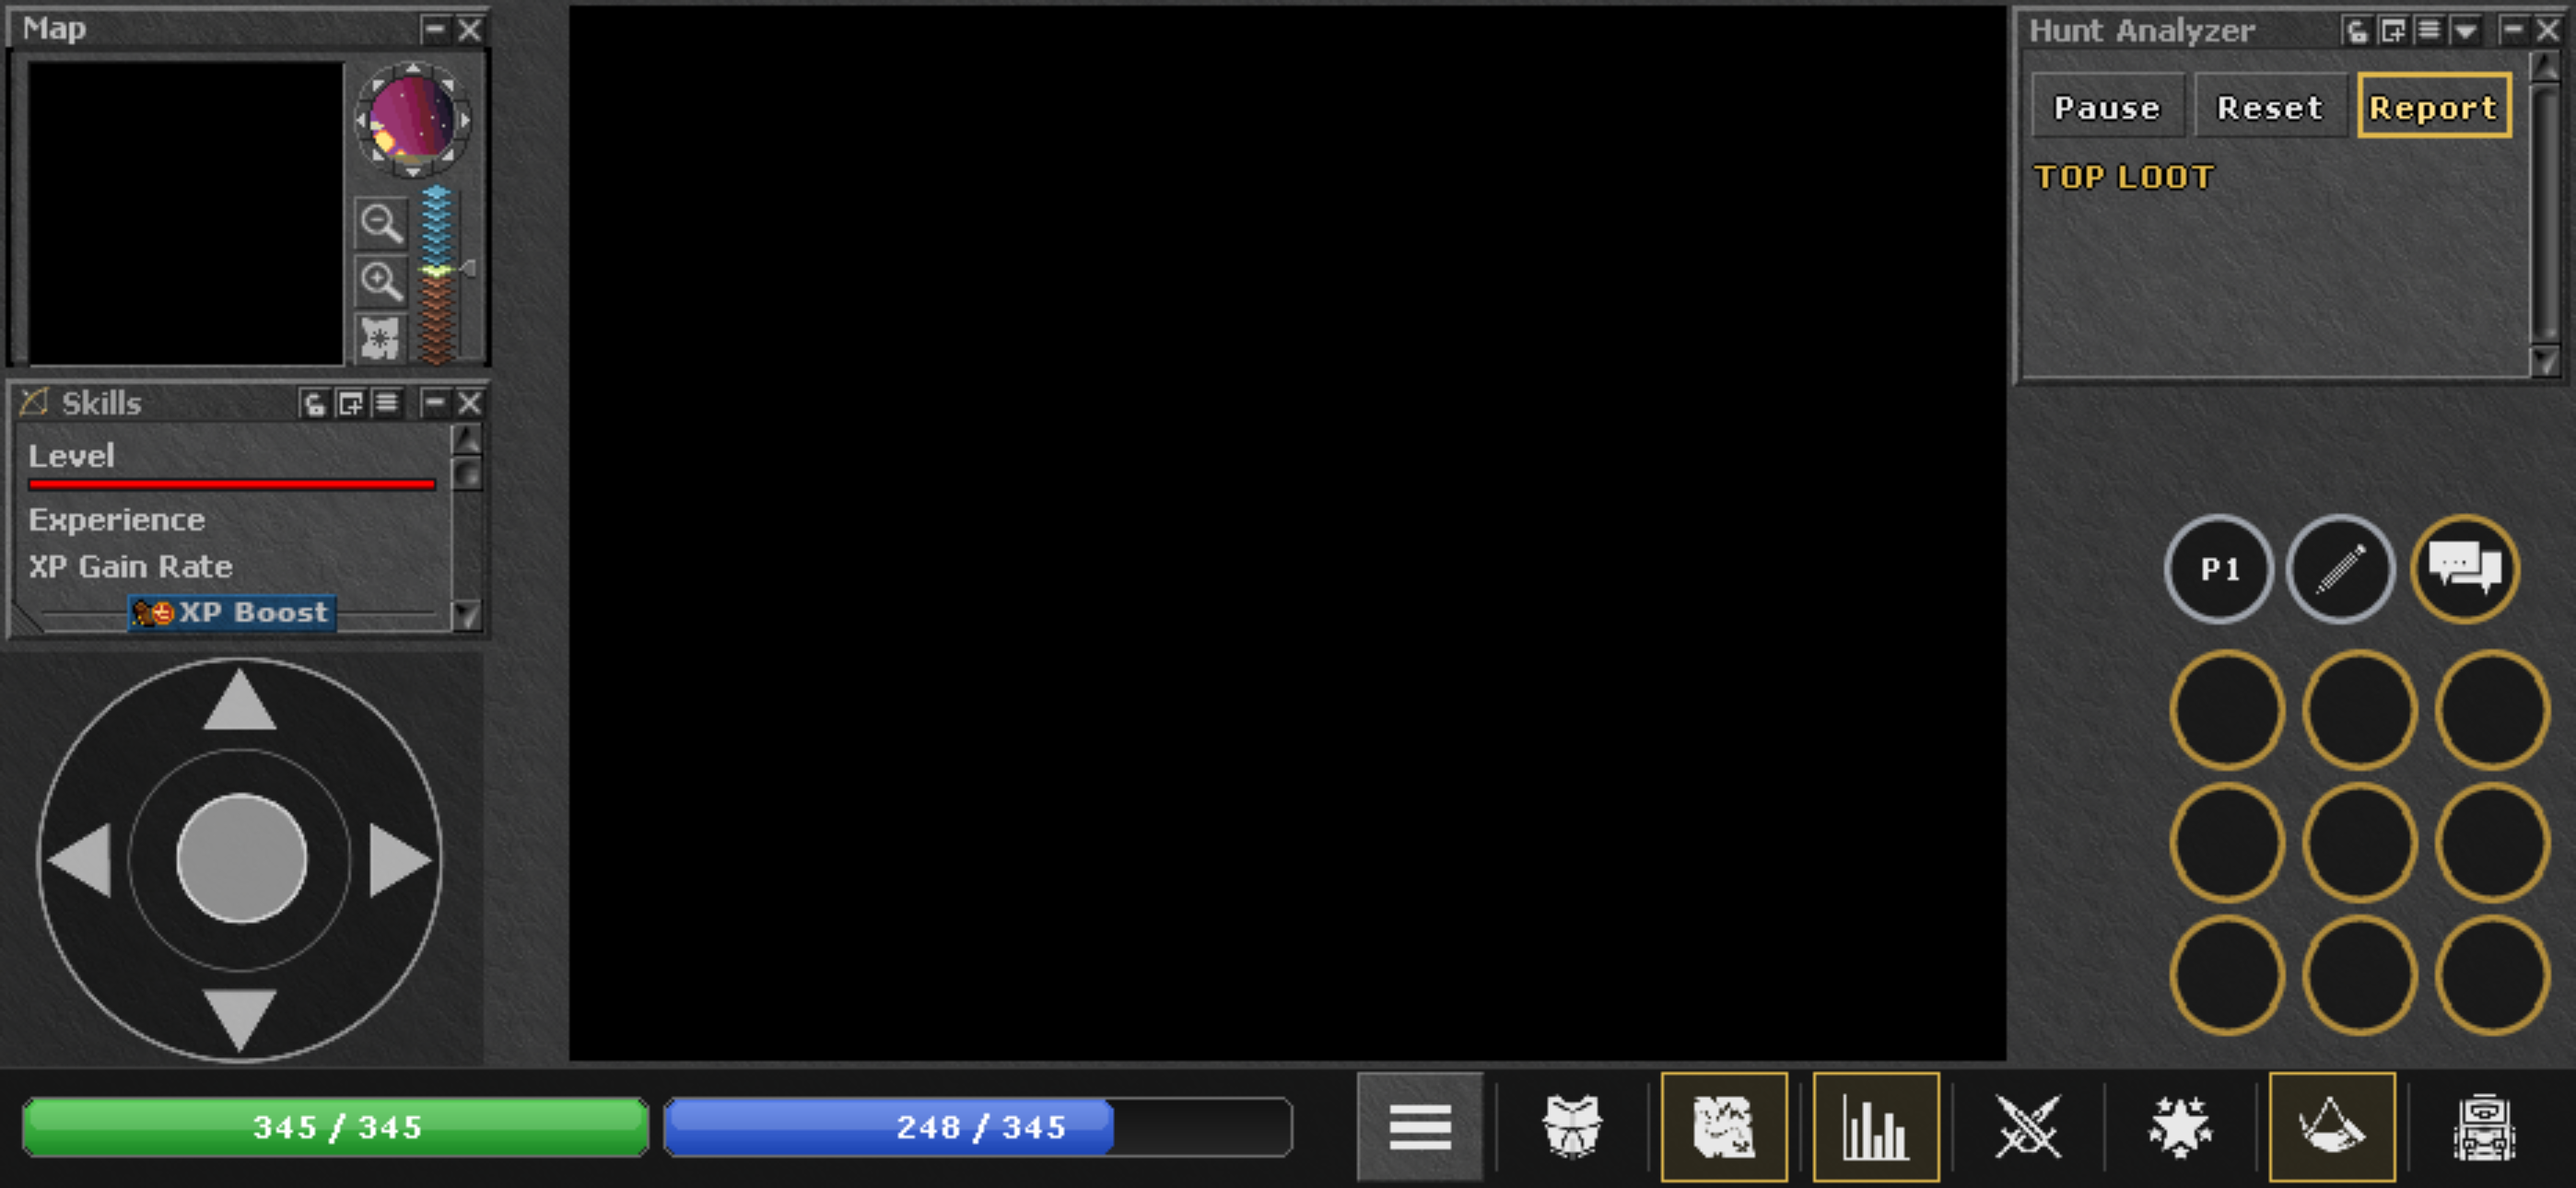 Map
Hunt Analyzer
Pause Reset Report
TOP LOOT
Skills
Level
Experience
XP Gain Rate
XP Boost
P1
345 / 345
248 / 345